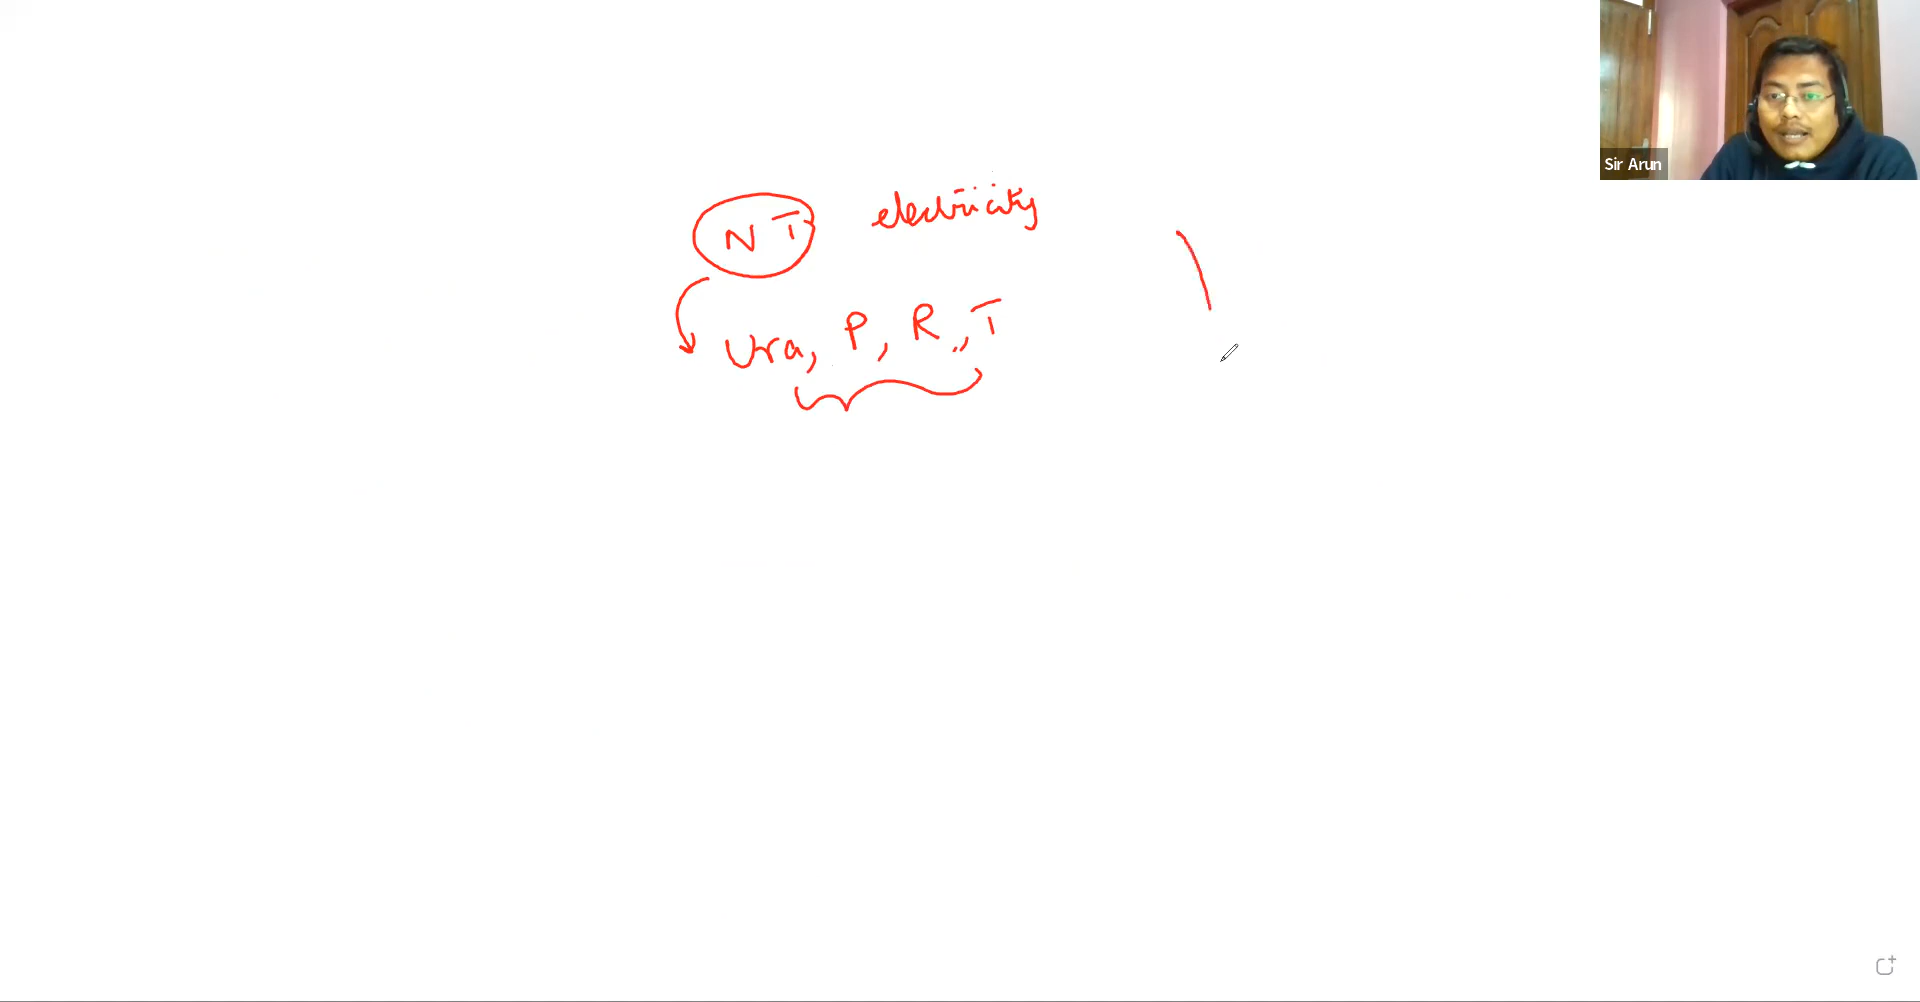 Sir Arun
N T electricity
Ura, P, R,, T